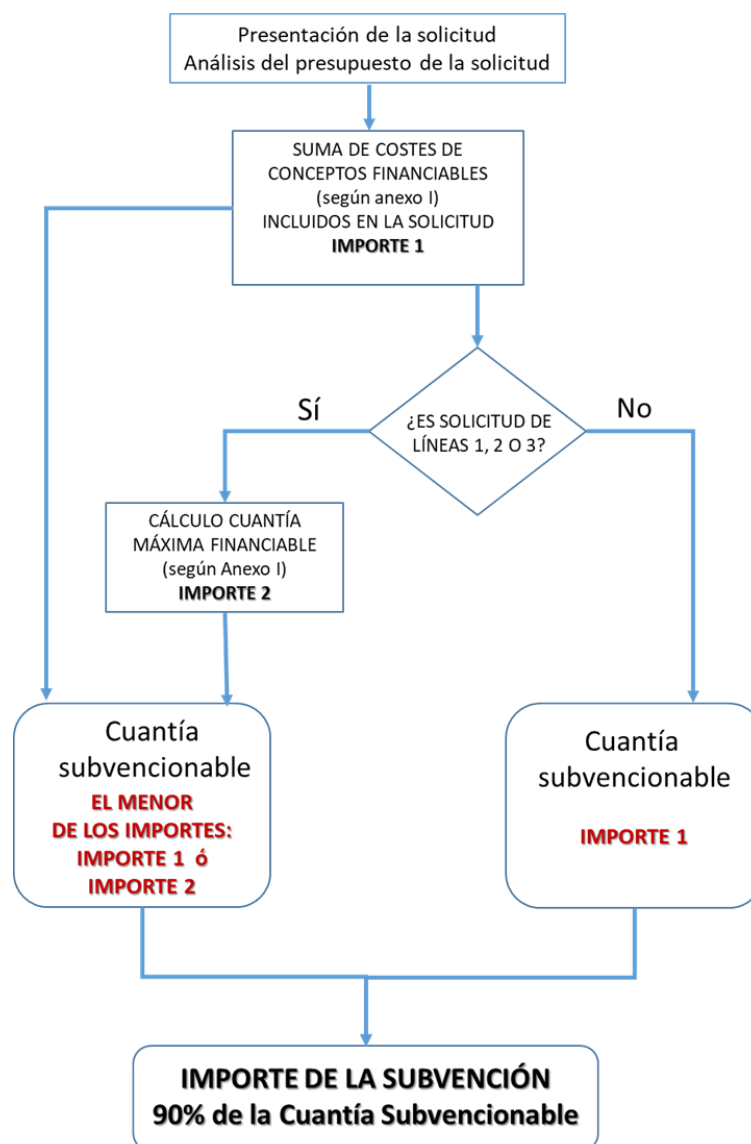 Presentación de la solicitud
Análisis del presupuesto de la solicitud
SUMA DE COSTES DE
CONCEPTOS FINANCIABLES
(según anexo I)
INCLUIDOS EN LA SOLICITUD
IMPORTE 1
¿ES SOLICITUD DE
LÍNEAS 1, 2 O 3?
Sí
No
CÁLCULO CUANTÍA
MÁXIMA FINANCIABLE
(según Anexo I)
IMPORTE 2
Cuantía
subvencionable
EL MENOR
DE LOS IMPORTES:
IMPORTE 1 ó
IMPORTE 2
Cuantía
subvencionable
IMPORTE 1
IMPORTE DE LA SUBVENCIÓN
90% de la Cuantía Subvencionable